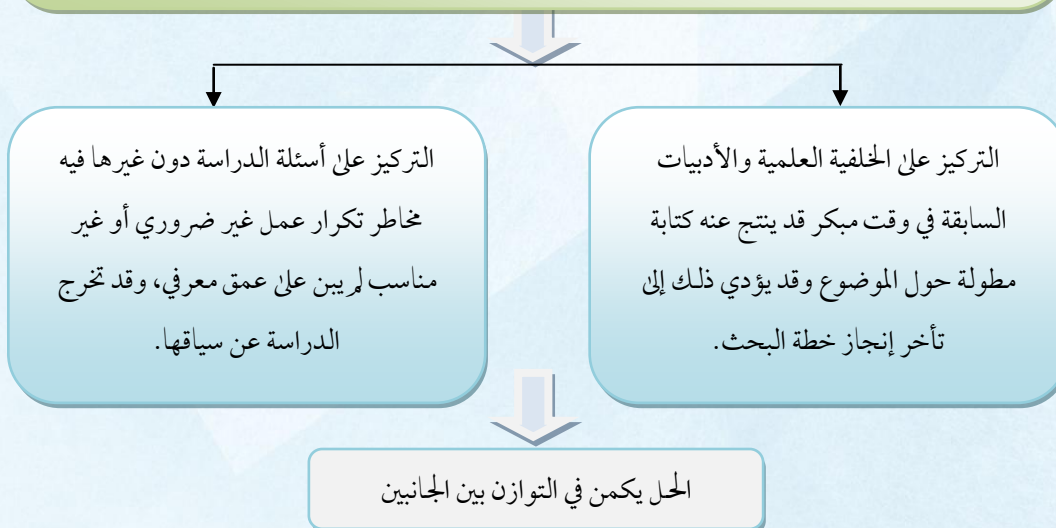 التركيز على الخلفية العلمية والأدبيات
السابقة في وقت مبكر قد ينتج عنه كتابة
مطولة حول الموضوع وقد يؤدي ذلك إلى
تأخر إنجاز خطة البحث.
التركيز على أسئلة الدراسة دون غيرها فيه
مخاطر تكرار عمل غير ضروري أو غير
مناسب لم يبن على عمق معرفي، وقد تخرج
الدراسة عن سياقها.
الحل يكمن في التوازن بين الجانبين